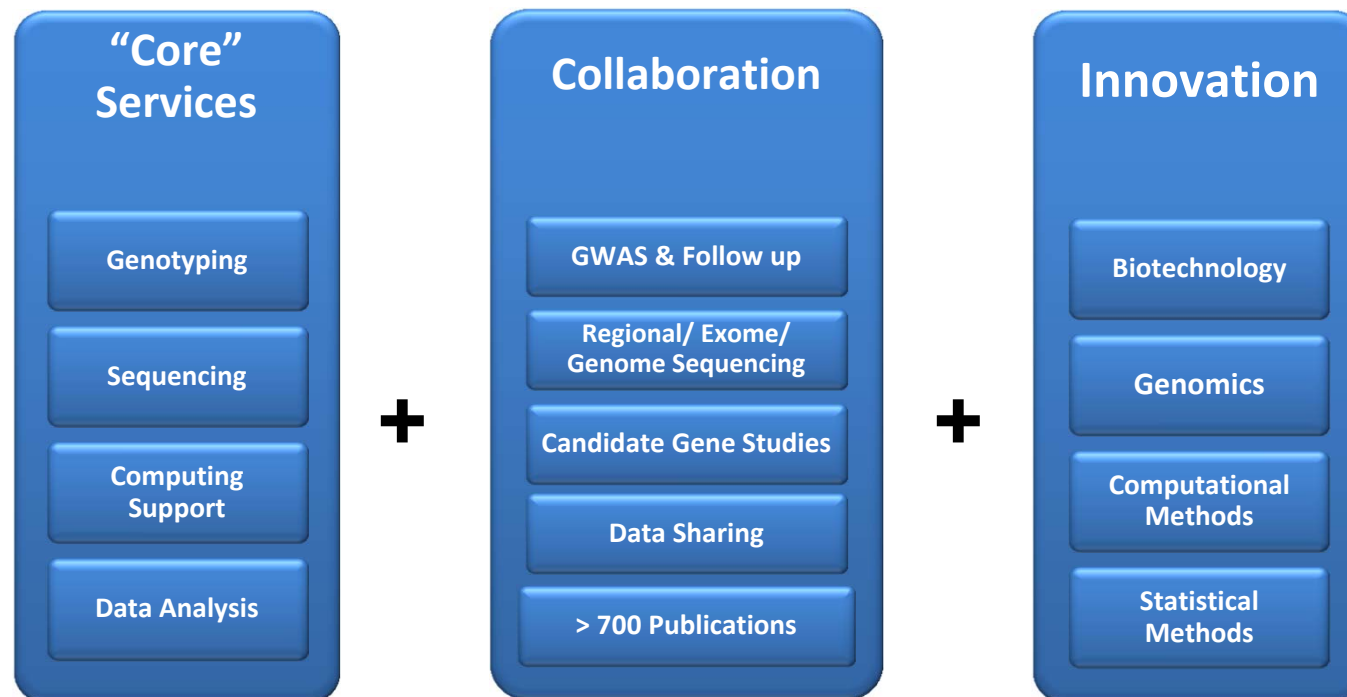 “Core”
Services
Genotyping
Sequencing
Computing
Support
Data Analysis
+
Collaboration
GWAS & Follow up
Regional/ Exome/
Genome Sequencing
Candidate Gene Studies
Data Sharing
> 700 Publications
+
Innovation
Biotechnology
Genomics
Computational
Methods
Statistical
Methods